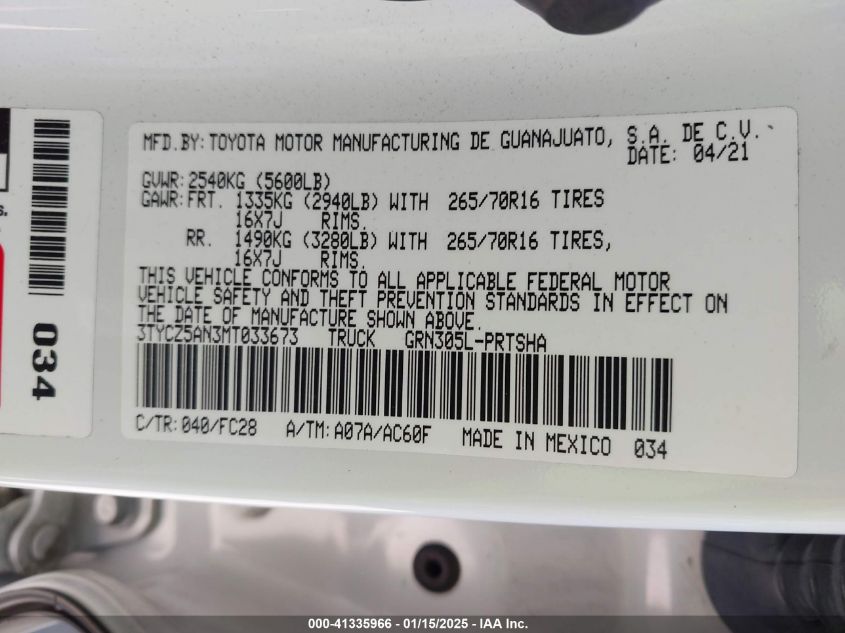 MFD.BY: TOYOTA MOTOR MANUFACTURING DE GUANAJUATO, S.A. DE C.V.
DATE: 04/21
GVWR: 2540KG (5600LB)
GAWR: FRT. 1335KG (2940LB) WITH 265/70R16 TIRES
16X7J RIMS.
RR. 1490KG (3280LB) WITH 265/70R16 TIRES,
16X7J RIMS.
THIS VEHICLE CONFORMS TO ALL APPLICABLE FEDERAL MOTOR
VEHICLE SAFETY AND THEFT PREVENTION STANDARDS IN EFFECT ON
THE DATE OF MANUFACTURE SHOWN ABOVE.
3TYCZ5AN3MT033673 TRUCK GRN305L-PRTSHA
C/TR: 040/FC28 A/TM: A07A/AC60F MADE IN MEXICO 034
034
s.
000-41335966 - 01/15/2025 - IAA Inc.